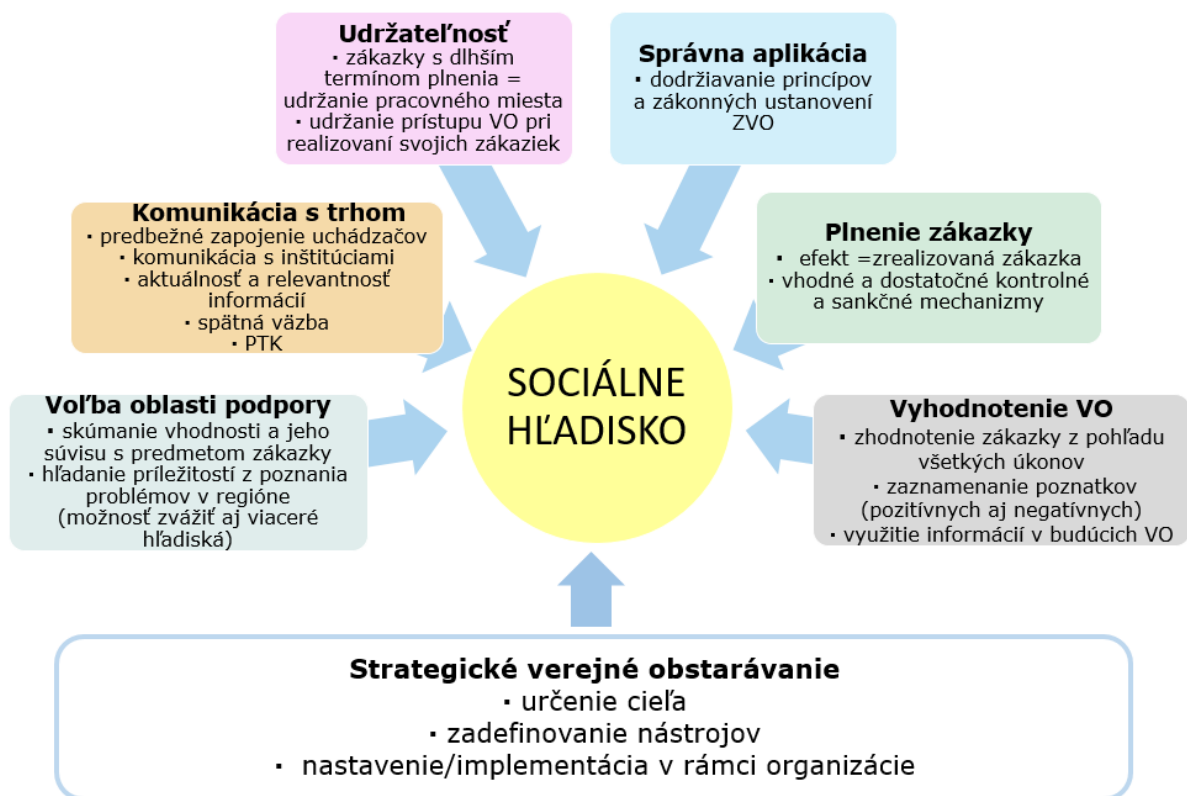 Udržateľnosť
· zákazky s dlhším
termínom plnenia =
udržanie pracovného miesta
· udržanie prístupu VO pri
realizovaní svojich zákaziek
Správna aplikácia
· dodržiavanie princípov
a zákonných ustanovení
ZVO
Komunikácia s trhom
· predbežné zapojenie uchádzačov
· komunikácia s inštitúciami
· aktuálnosť a relevantnosť
informácií
· spätná väzba
· PTK
Plnenie zákazky
· efekt =zrealizovaná zákazka
· vhodné a dostatočné kontrolné
a sankčné mechanizmy
SOCIÁLNE
HĽADISKO
Voľba oblasti podpory
· skúmanie vhodnosti a jeho
súvisu s predmetom zákazky
· hľadanie príležitostí z poznania
problémov v regióne
(možnosť zvážiť aj viaceré
hľadiská)
Vyhodnotenie VO
· zhodnotenie zákazky z pohľadu
všetkých úkonov
· zaznamenanie poznatkov
(pozitívnych aj negatívnych)
· využitie informácií v budúcich VO
Strategické verejné obstarávanie
· určenie cieľa
· zadefinovanie nástrojov
· nastavenie/implementácia v rámci organizácie